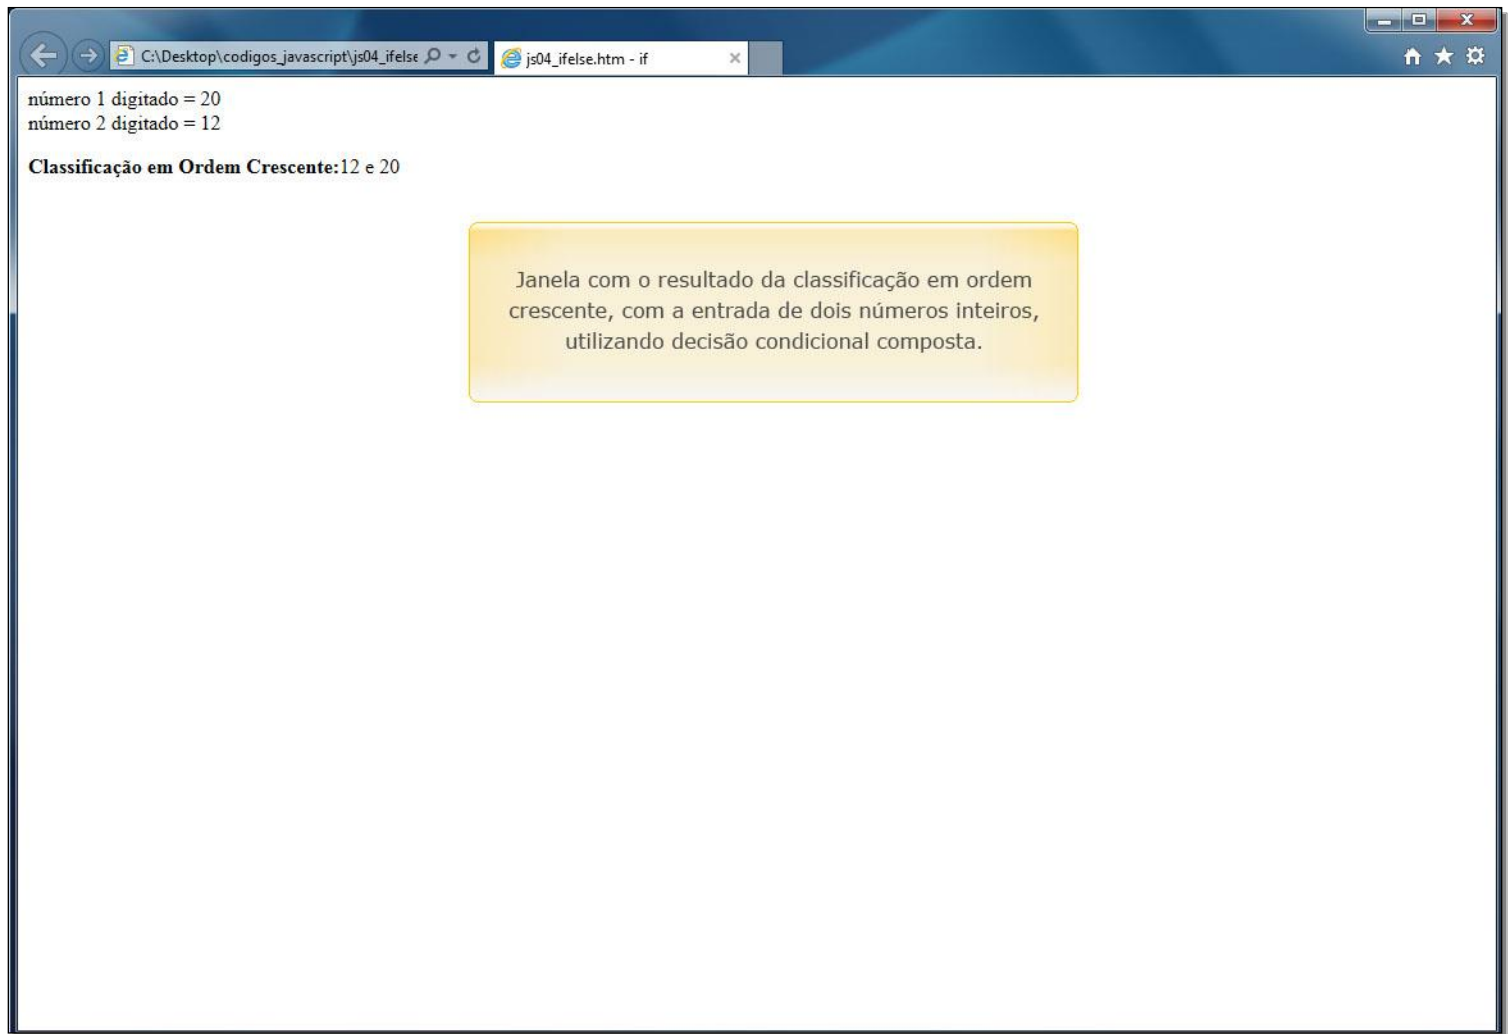 C:\Desktop\codigos_javascript\js04_ifelse
js04_ifelse.htm - if
número 1 digitado = 20
número 2 digitado = 12
Classificação em Ordem Crescente:12 e 20
Janela com o resultado da classificação em ordem
crescente, com a entrada de dois números inteiros,
utilizando decisão condicional composta.